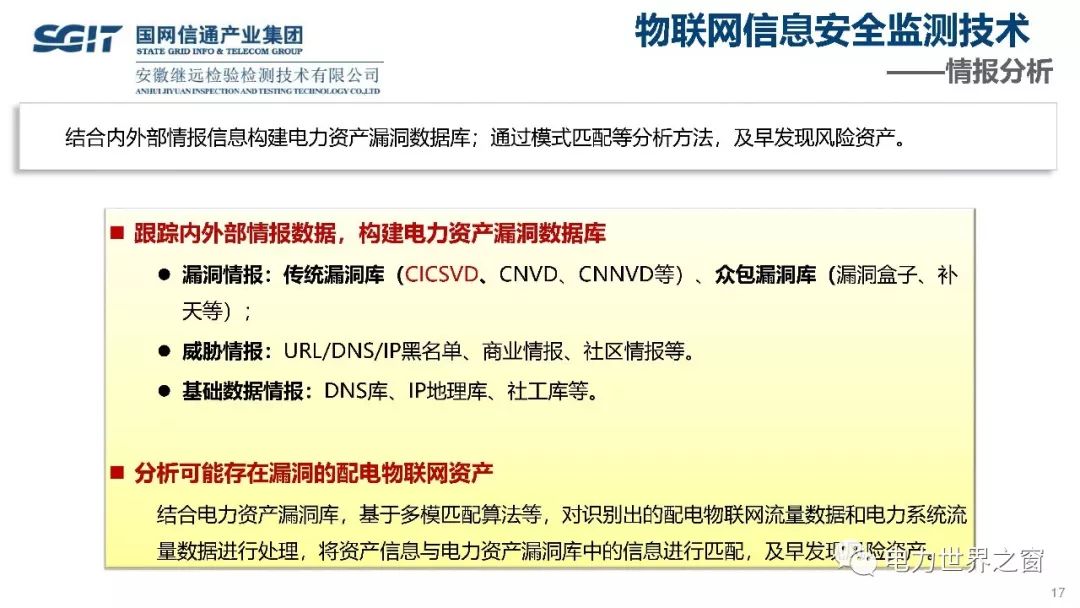 SGIT 国网信通产业集团
STATE GRID INFO & TELECOM GROUP
安徽继远检验检测技术有限公司
ANHUI JIYUAN INSPECTION AND TESTING TECHNOLOGY CO.,LTD
物联网信息安全监测技术
——情报分析
结合内外部情报信息构建电力资产漏洞数据库；通过模式匹配等分析方法，及早发现风险资产。
■ 跟踪内外部情报数据，构建电力资产漏洞数据库
● 漏洞情报：传统漏洞库（CICSVD、CNVD、CNNVD等）、众包漏洞库（漏洞盒子、补
天等）；
● 威胁情报：URL/DNS/IP黑名单、商业情报、社区情报等。
● 基础数据情报：DNS库、IP地理库、社工库等。
■ 分析可能存在漏洞的配电物联网资产
结合电力资产漏洞库，基于多模匹配算法等，对识别出的配电物联网流量数据和电力系统流
量数据进行处理，将资产信息与电力资产漏洞库中的信息进行匹配，及早发现风险资产。
电力世界之窗
17